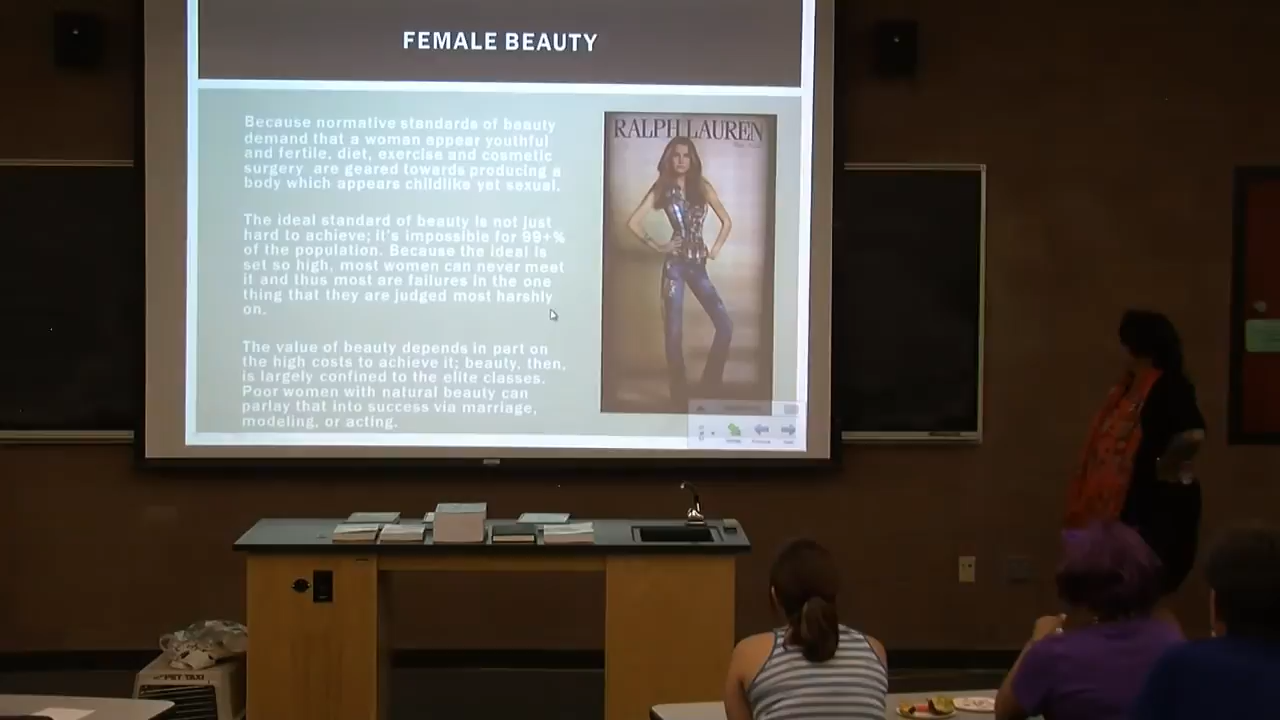 FEMALE BEAUTY
Because normative standards of beauty
demand that a woman appear youthful
and fertile, diet, exercise and cosmetic
surgery are geared towards producing a
body which appears childlike yet sexual.
The ideal standard of beauty is not just
hard to achieve; it's impossible for 99+%
of the population. Because the ideal is
set so high, most women can never meet
it and thus most are failures in the one
thing that they are judged most harshly
on.
The value of beauty depends in part on
the high costs to achieve it; beauty, then,
is largely confined to the elite classes.
Poor women with natural beauty can
parlay that into success via marriage,
modeling, or acting.
RALPH LAUREN
PET TAXI